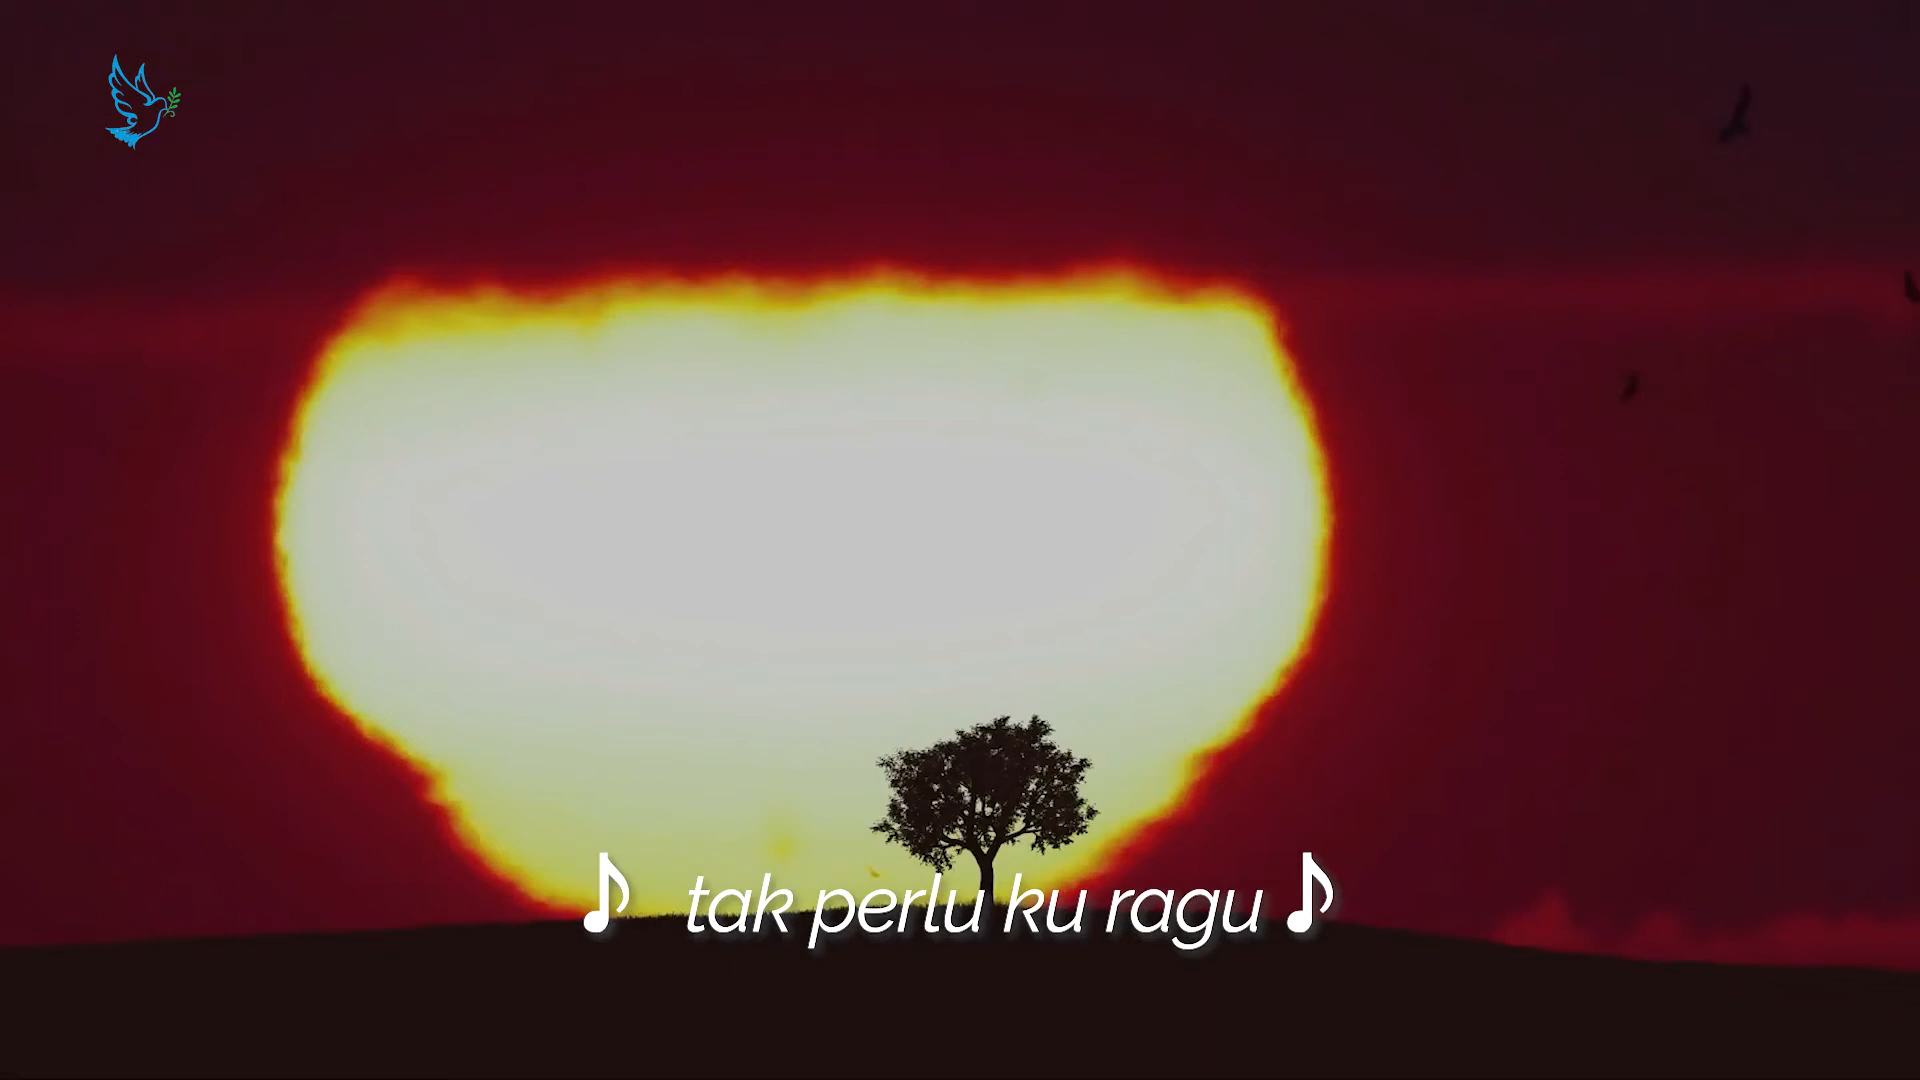 ♪ tak perlu ku ragu ♪